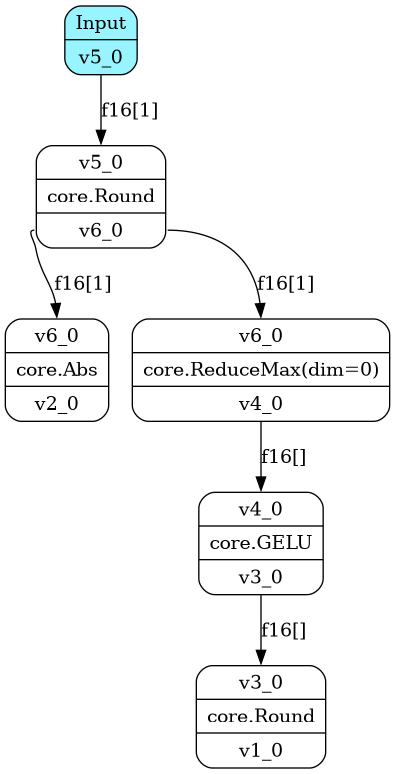 Input
v5_0
f16[1]
v5_0
core.Round
v6_0
f16[1]
f16[1]
v6_0
core.Abs
v2_0
v6_0
core.ReduceMax(dim=0)
v4_0
f16[]
v4_0
core.GELU
v3_0
f16[]
v3_0
core.Round
v1_0